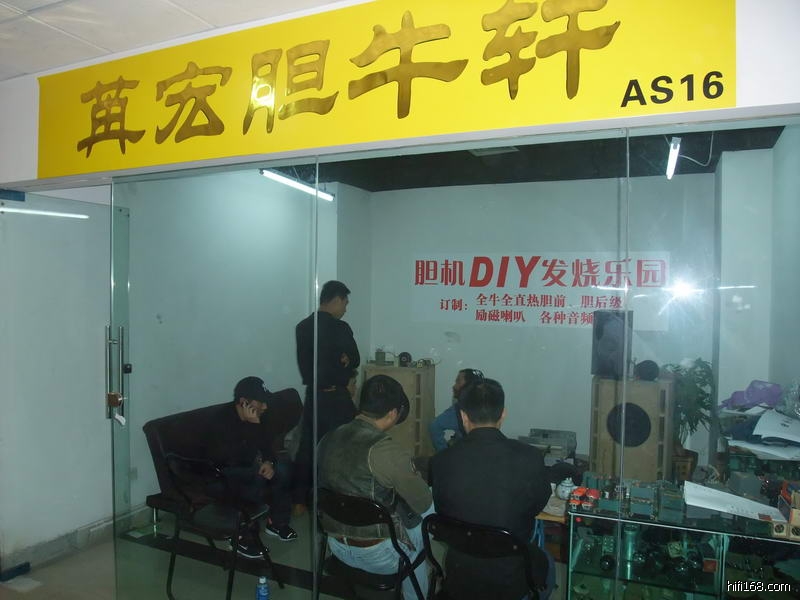 苒宏胆牛轩
AS16
胆机DIY发烧乐园
订制：全牛全直热胆前、胆后级
励磁喇叭 各种音频
hifi168.com